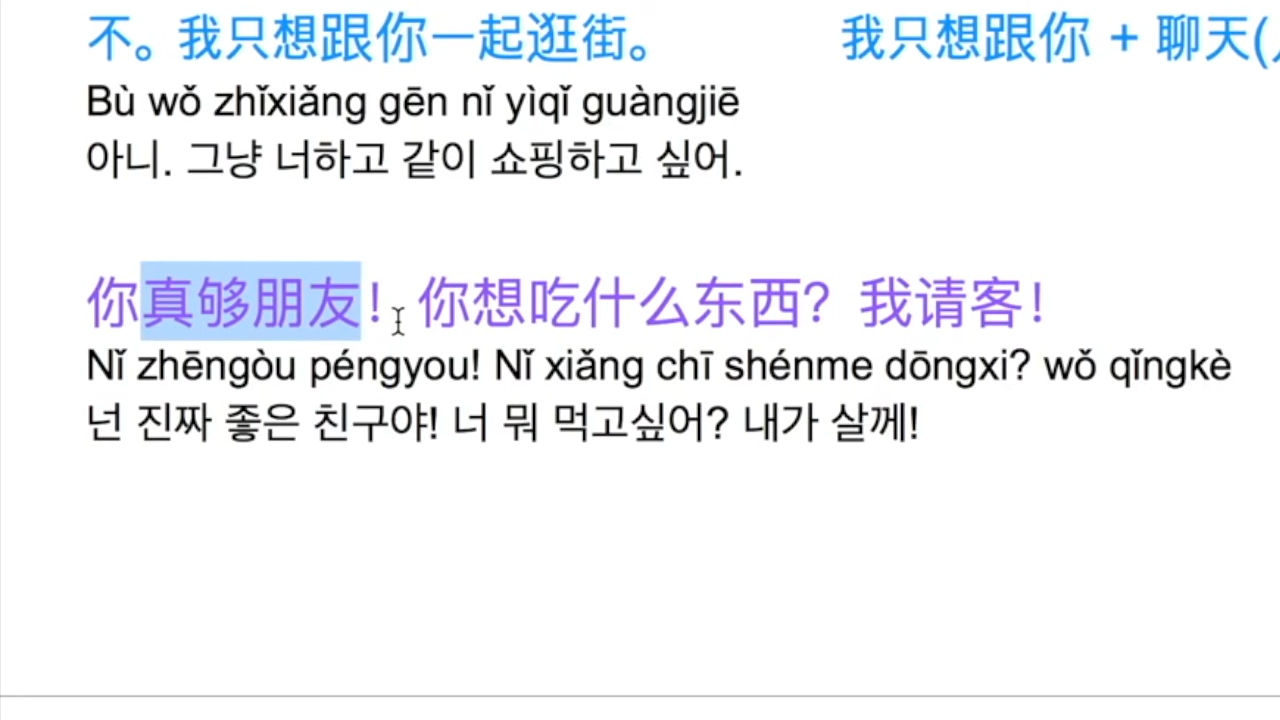 不。我只想跟你一起逛街。 我只想跟你 + 聊天(
Bù wǒ zhǐxiǎng gēn nǐ yìqǐ guàngjiē
아니. 그냥 너하고 같이 쇼핑하고 싶어.
你真够朋友！你想吃什么东西？我请客！
Nǐ zhēngòu péngyou! Nǐ xiǎng chī shénme dōngxi? wǒ qǐngkè
넌 진짜 좋은 친구야! 너 뭐 먹고싶어? 내가 살께!